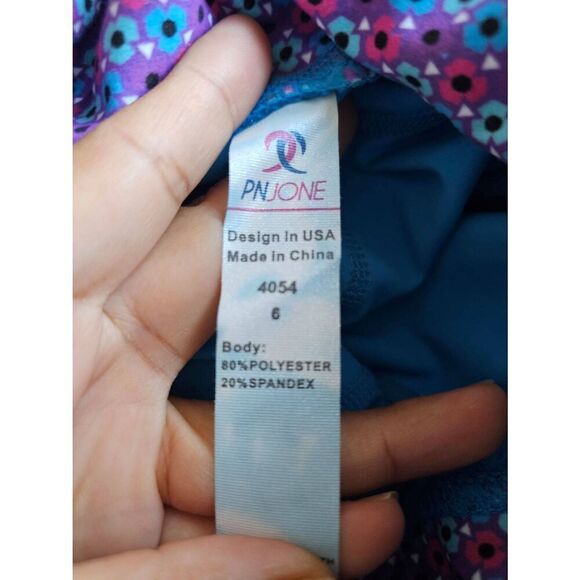 PNJONE
Design in USA
Made in China
4054
6
Body:
80%POLYESTER
20%SPANDEX